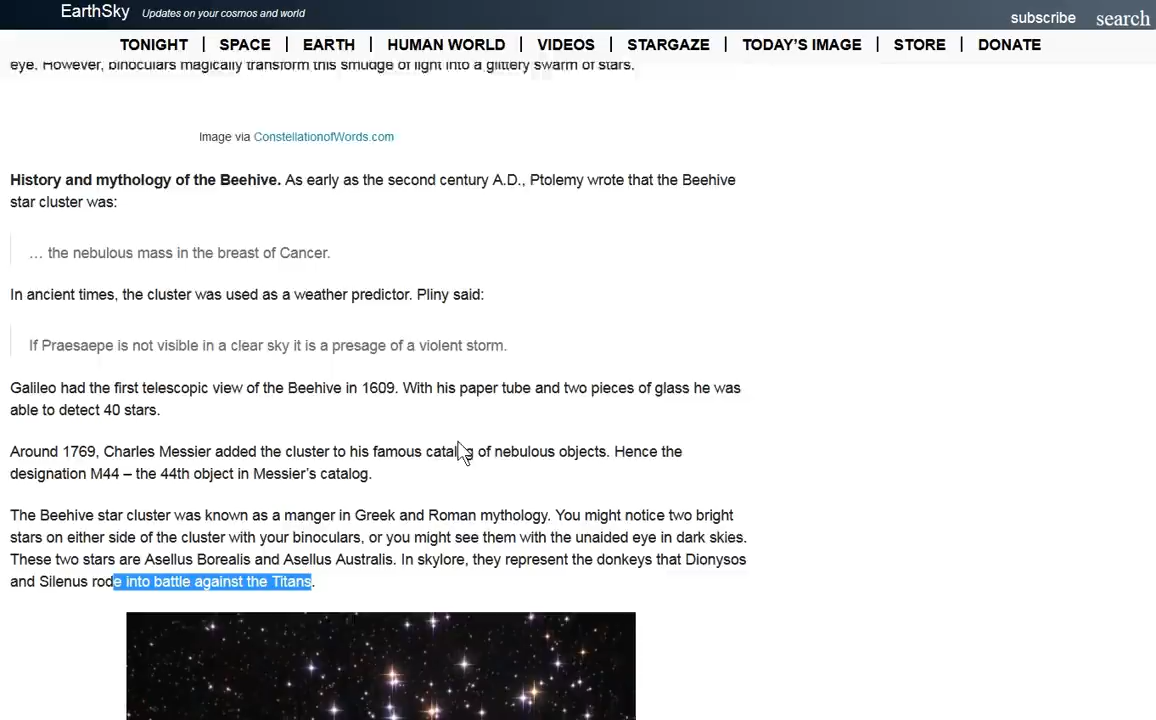 EarthSky Updates on your cosmos and world
subscribe search
TONIGHT | SPACE | EARTH | HUMAN WORLD | VIDEOS | STARGAZE | TODAY'S IMAGE | STORE | DONATE
eye. However, binoculars magically transform this smudge of light into a glittery swarm of stars.
Image via ConstellationofWords.com
History and mythology of the Beehive. As early as the second century A.D., Ptolemy wrote that the Beehive
star cluster was:
… the nebulous mass in the breast of Cancer.
In ancient times, the cluster was used as a weather predictor. Pliny said:
If Praesaepe is not visible in a clear sky it is a presage of a violent storm.
Galileo had the first telescopic view of the Beehive in 1609. With his paper tube and two pieces of glass he was
able to detect 40 stars.
Around 1769, Charles Messier added the cluster to his famous catalog of nebulous objects. Hence the
designation M44 – the 44th object in Messier's catalog.
The Beehive star cluster was known as a manger in Greek and Roman mythology. You might notice two bright
stars on either side of the cluster with your binoculars, or you might see them with the unaided eye in dark skies.
These two stars are Asellus Borealis and Asellus Australis. In skylore, they represent the donkeys that Dionysos
and Silenus rode into battle against the Titans.